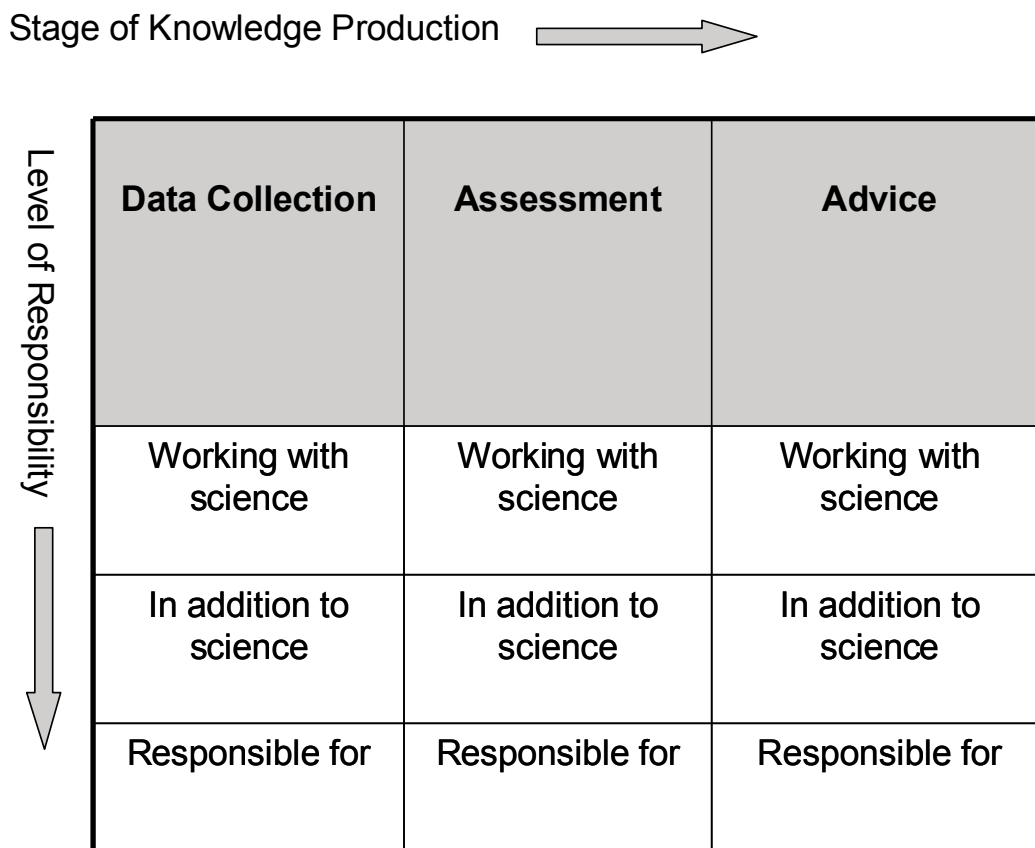 Stage of Knowledge Production
Level of Responsibility
Data Collection
Assessment
Advice
Working with
science
Working with
science
Working with
science
In addition to
science
In addition to
science
In addition to
science
Responsible for
Responsible for
Responsible for